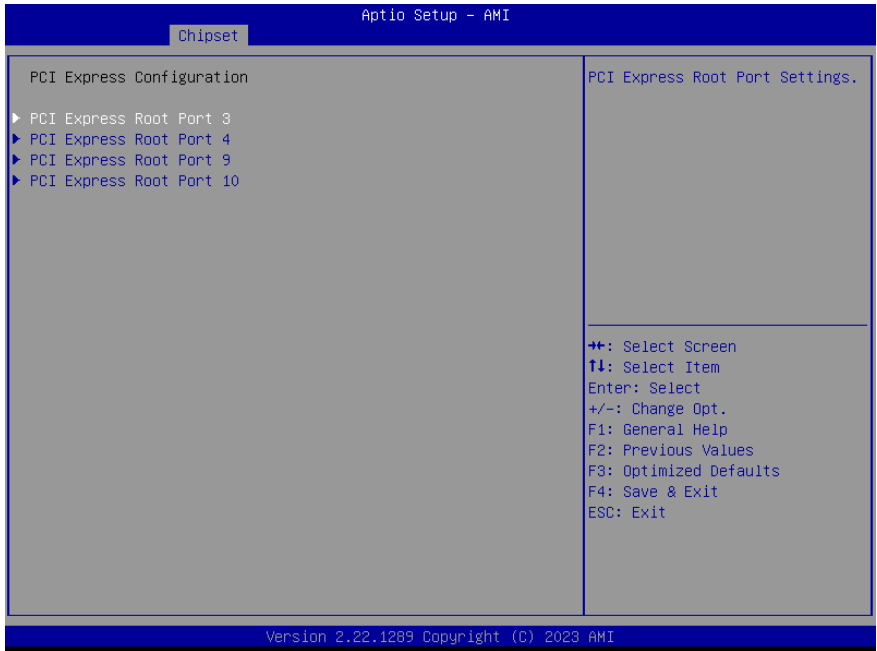 Aptio Setup - AMI
Chipset
PCI Express Configuration
PCI Express Root Port 3
PCI Express Root Port 4
PCI Express Root Port 9
PCI Express Root Port 10
PCI Express Root Port Settings.
→←: Select Screen
↑↓: Select Item
Enter: Select
+/-: Change Opt.
F1: General Help
F2: Previous Values
F3: Optimized Defaults
F4: Save & Exit
ESC: Exit
Version 2.22.1289 Copyright (C) 2023 AMI